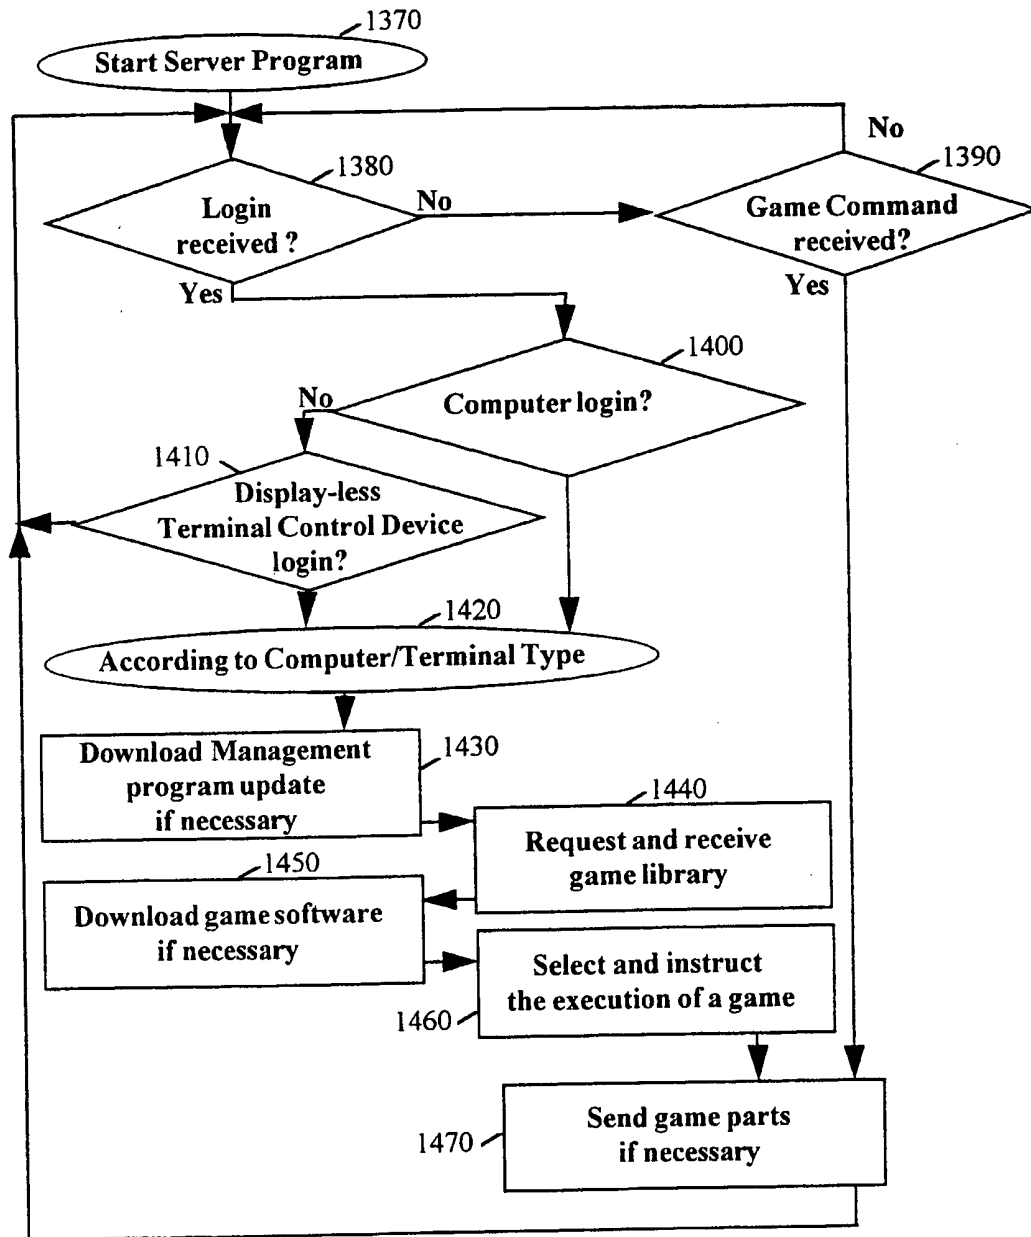 1370
Start Server Program
No
1380
1390
Login
received ?
No
Game Command
received?
Yes
Yes
1400
Computer login?
No
1410
Display-less
Terminal Control Device
login?
1420
According to Computer/Terminal Type
1430
Download Management
program update
if necessary
1440
Request and receive
game library
1450
Download game software
if necessary
Select and instruct
the execution of a game
1460
Send game parts
if necessary
1470